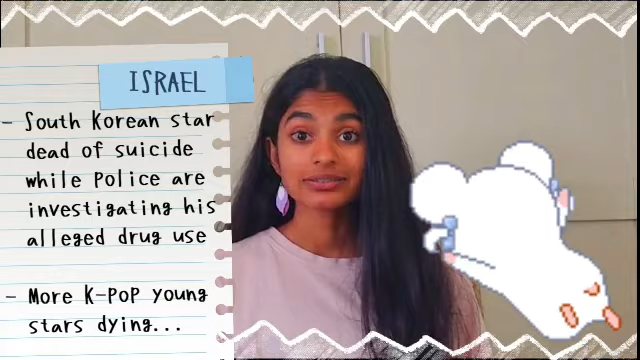 ISRAEL
- South Korean star
dead of suicide
while Police are
investigating his
alleged drug use
- More K-POP young
stars dying...